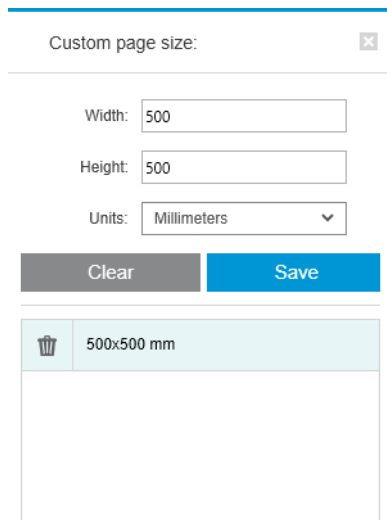 Custom page size:
Width: 500
Height: 500
Units: Millimeters
Clear Save
500x500 mm